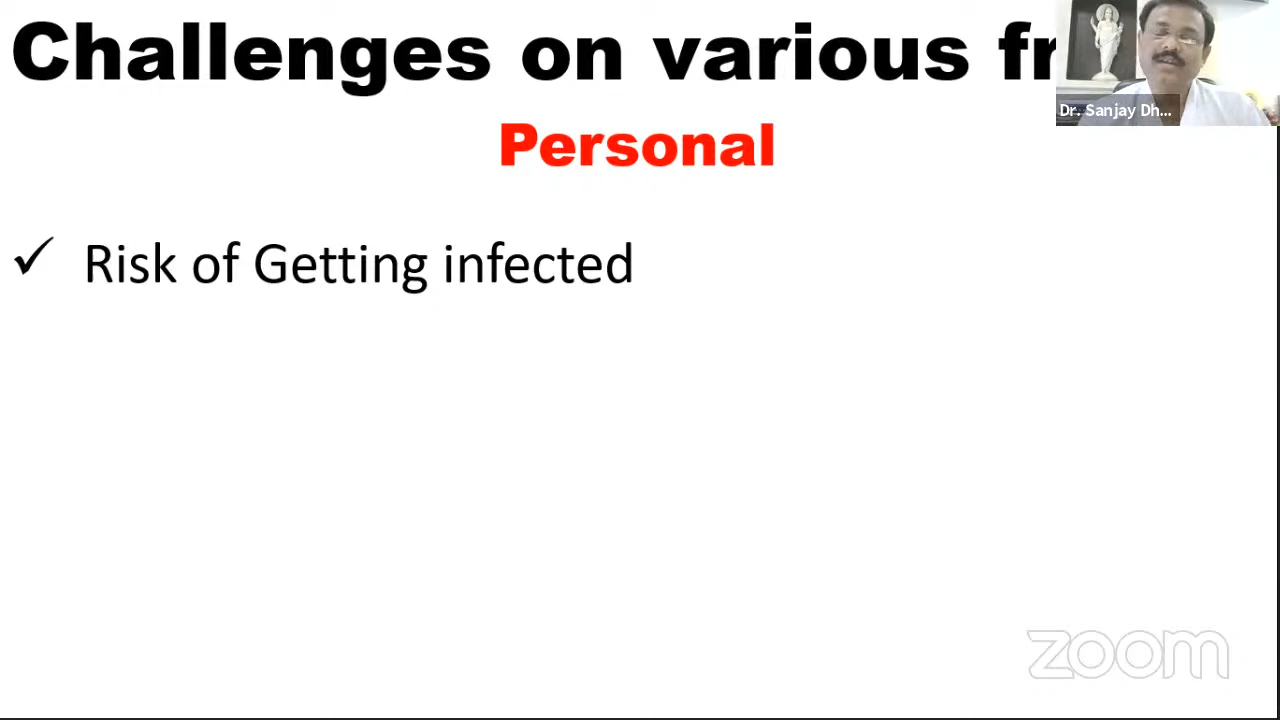 Challenges on various fr
Dr. Sanjay Dh...
Personal
✓ Risk of Getting infected
zoom